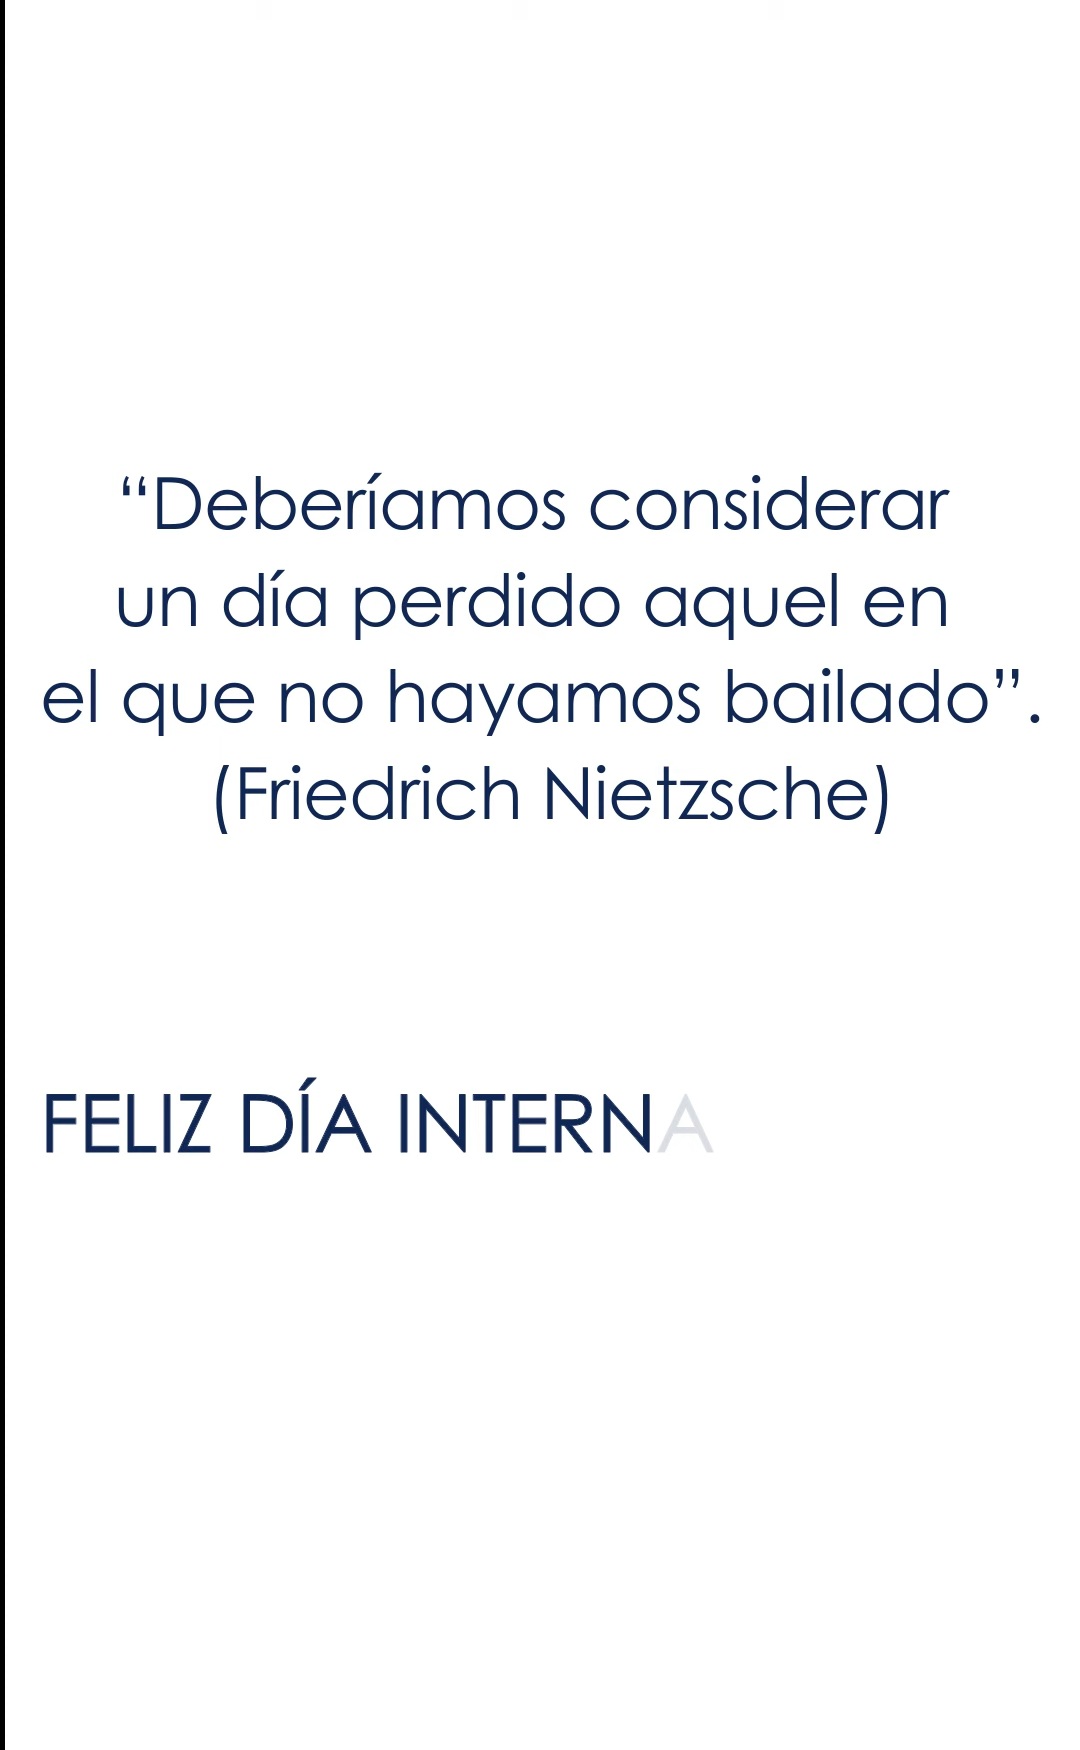 “Deberíamos considerar
un día perdido aquel en
el que no hayamos bailado”.
(Friedrich Nietzsche)
FELIZ DÍA INTERNA